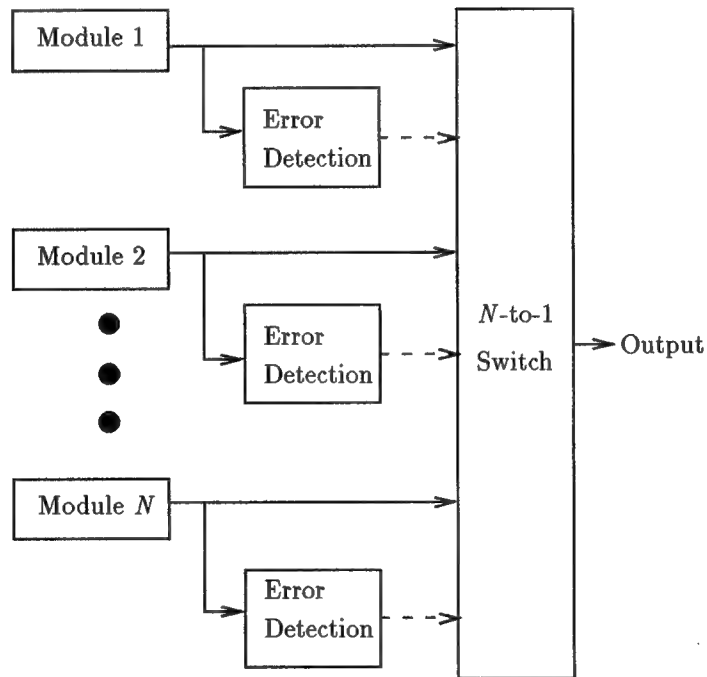 Module 1
Error
Detection
Module 2
Error
Detection
N-to-1
Switch
Output
Module N
Error
Detection